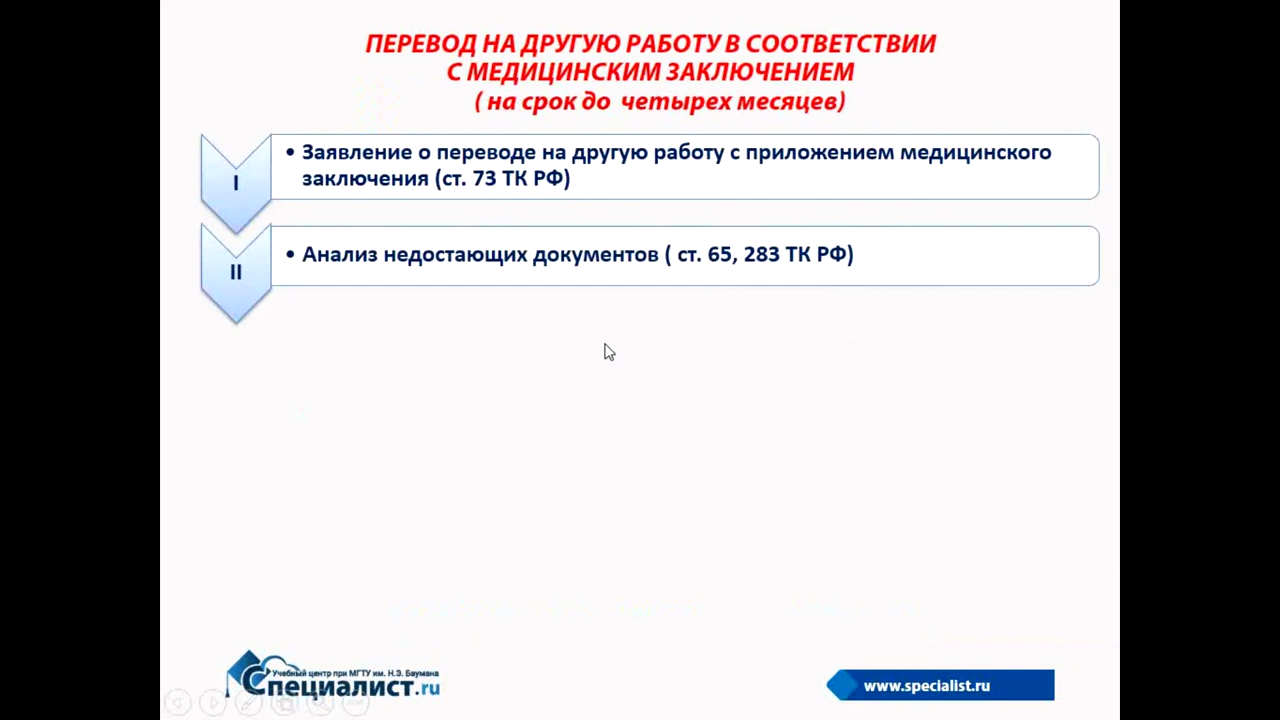 ПЕРЕВОД НА ДРУГУЮ РАБОТУ В СООТВЕТСТВИИ
С МЕДИЦИНСКИМ ЗАКЛЮЧЕНИЕМ
( на срок до четырех месяцев)
I
• Заявление о переводе на другую работу с приложением медицинского
заключения (ст. 73 ТК РФ)
II
• Анализ недостающих документов ( ст. 65, 283 ТК РФ)
Учебный центр при МГТУ им. Н.Э. Баумана
Специалист.ru
www.specialist.ru